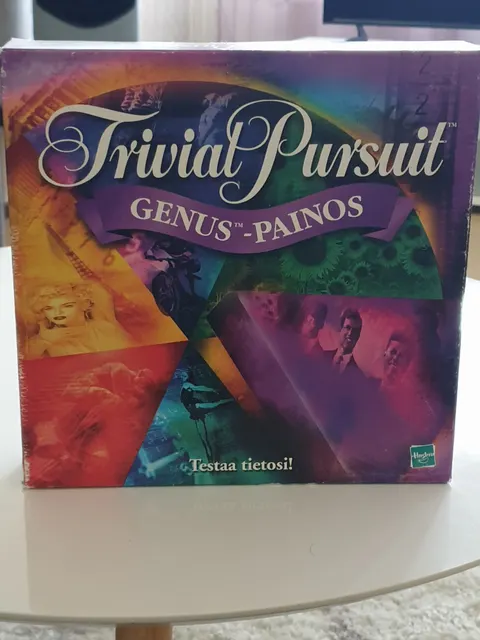 Trivial Pursuit™
GENUS™-PAINOS
Testaa tietosi!
Hasbro